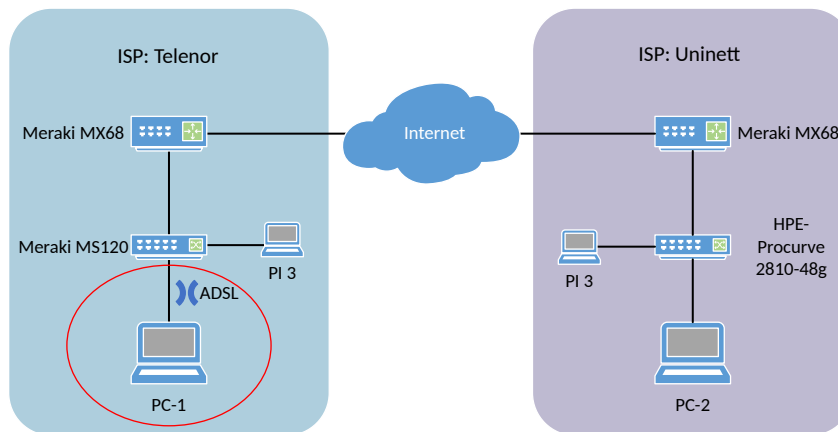 ISP: Telenor
ISP: Uninett
Meraki MX68
Internet
Meraki MX68
Meraki MS120
PI 3
ADSL
PC-1
PI 3
HPE-
Procurve
2810-48g
PC-2